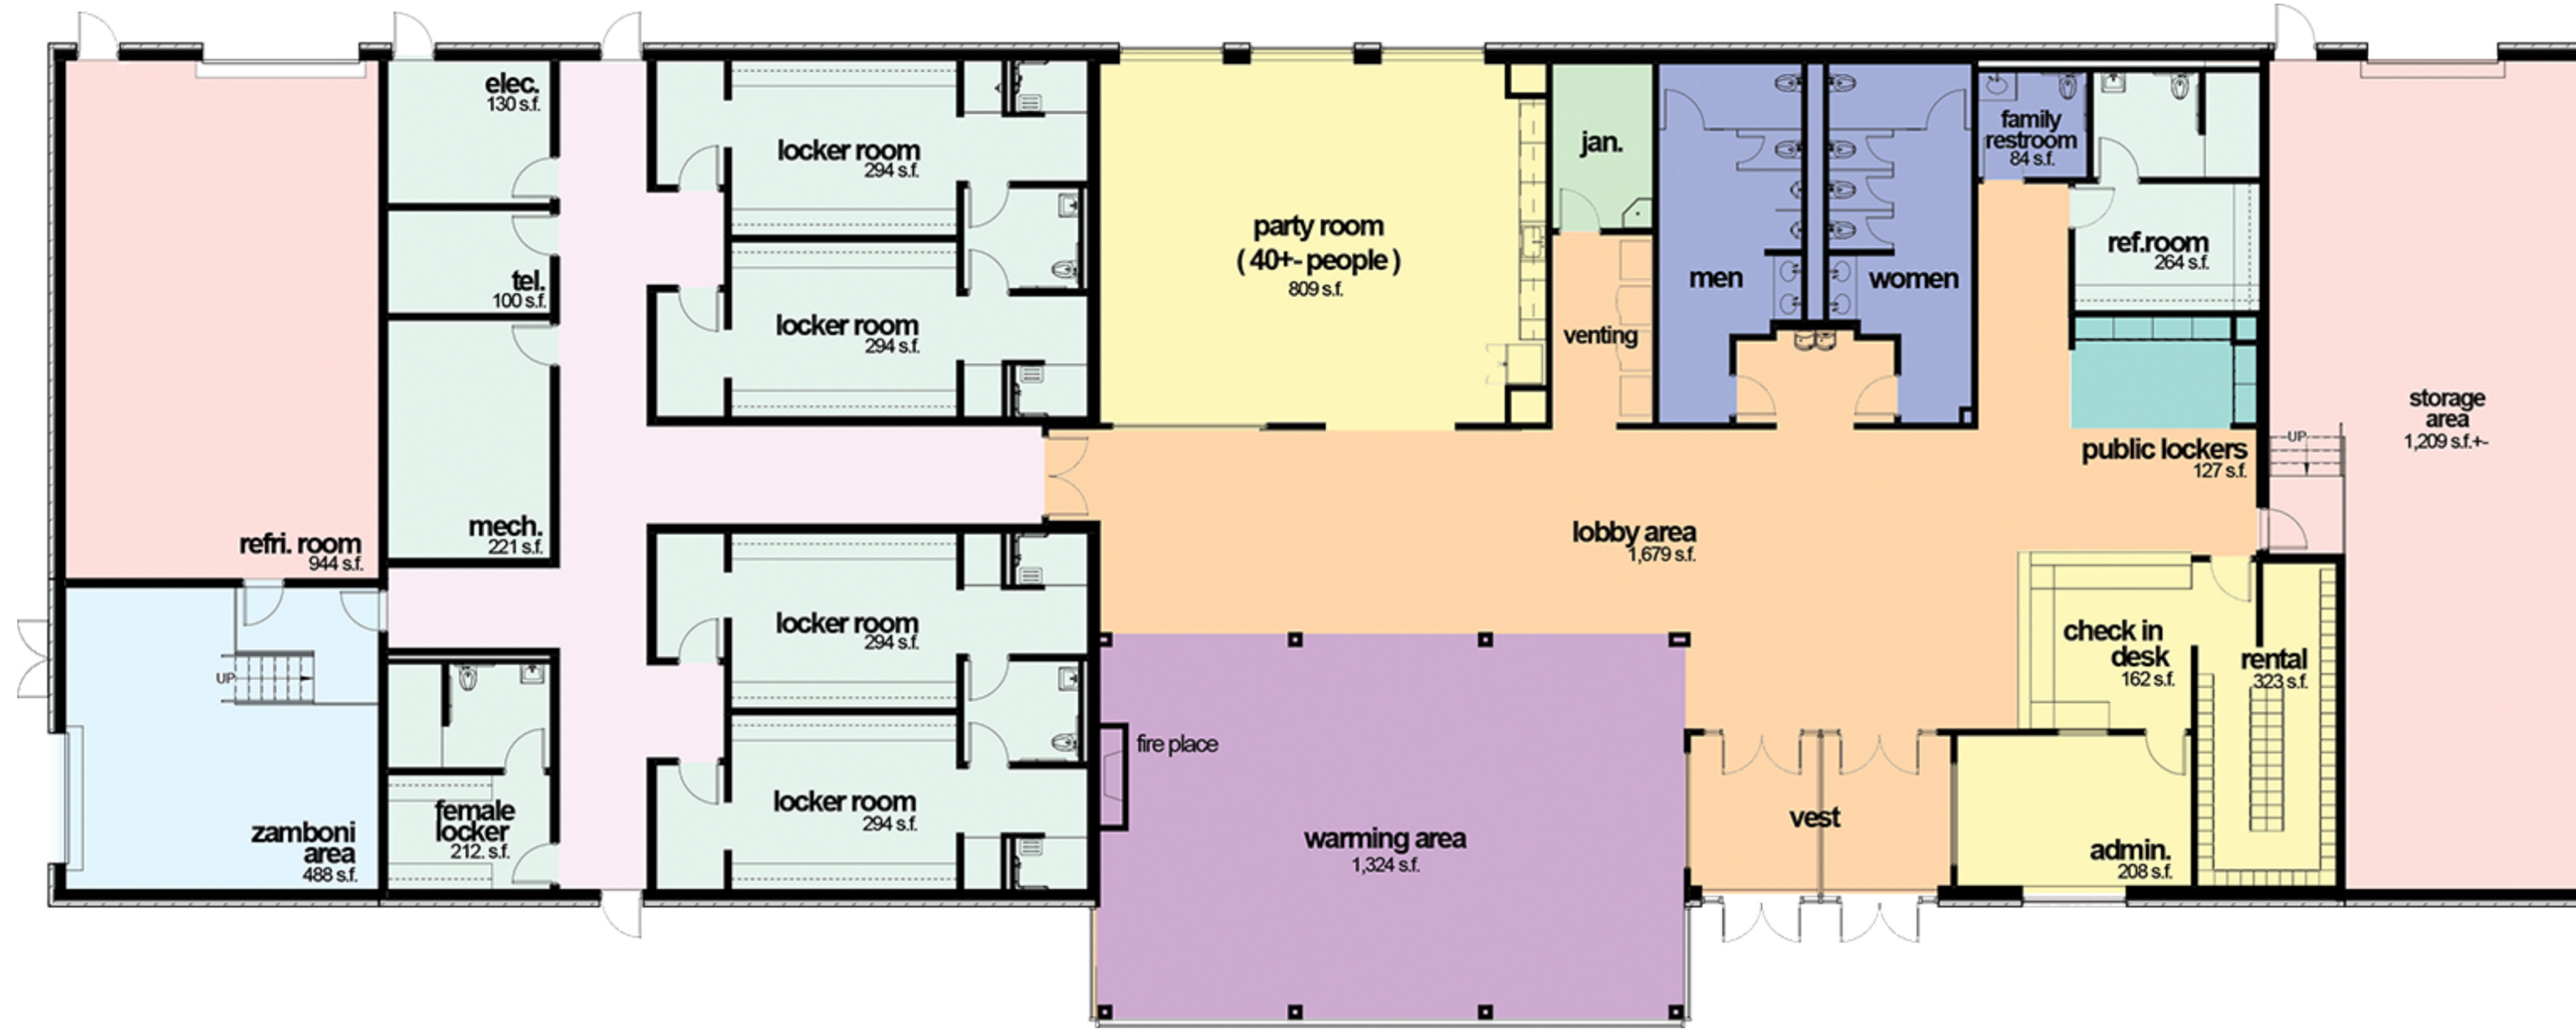 elec.
130 s.f.
tel.
100 s.f.
mech.
221 s.f.
refri. room
944 s.f.
UP
zamboni
area
488 s.f.
female
locker
212. s.f.
locker room
294 s.f.
locker room
294 s.f.
locker room
294 s.f.
locker room
294 s.f.
party room
( 40+- people )
809 s.f.
jan.
venting
men
women
family
restroom
84 s.f.
ref.room
264 s.f.
public lockers
127 s.f.
lobby area
1,679 s.f.
fire place
warming area
1,324 s.f.
vest
check in
desk
162 s.f.
rental
323 s.f.
admin.
208 s.f.
UP
storage
area
1,209 s.f.+-